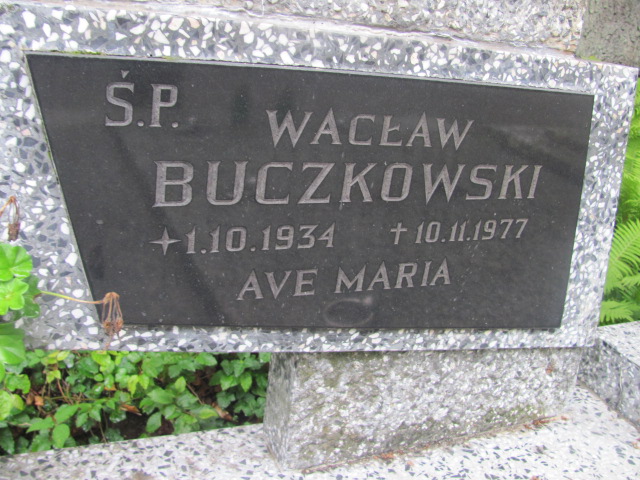 Ś.P. WACŁAW
BUCZKOWSKI
1.10.1934 †10.11.1977
AVE MARIA